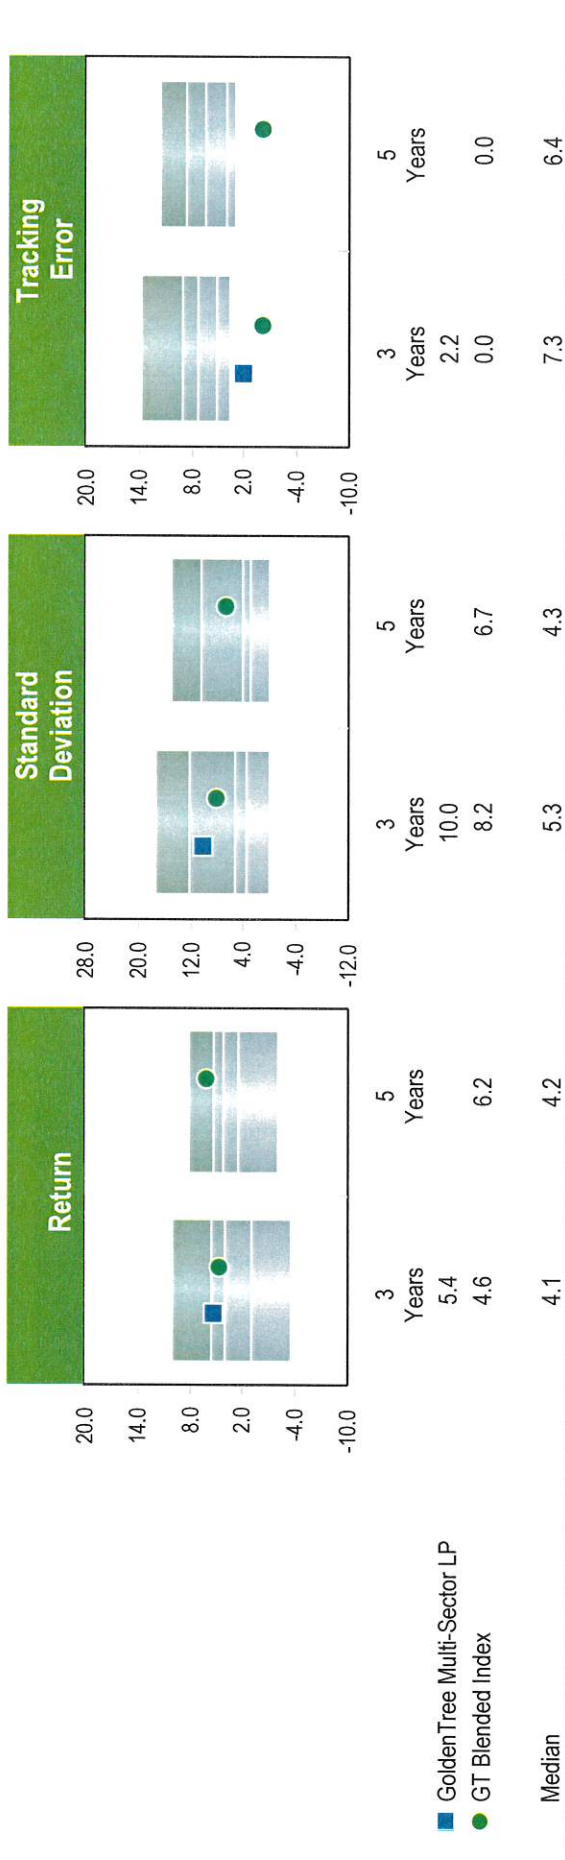 Return
20.0
14.0
8.0
2.0
-4.0
-10.0
Standard
Deviation
28.0
20.0
12.0
4.0
-4.0
-12.0
Tracking
Error
20.0
14.0
8.0
2.0
-4.0
-10.0
3 5 3 5 3 5
Years Years Years Years Years Years
GoldenTree Multi-Sector LP 5.4 10.0 2.2
GT Blended Index 4.6 6.2 8.2 6.7 0.0 0.0
Median 4.1 4.2 5.3 4.3 7.3 6.4